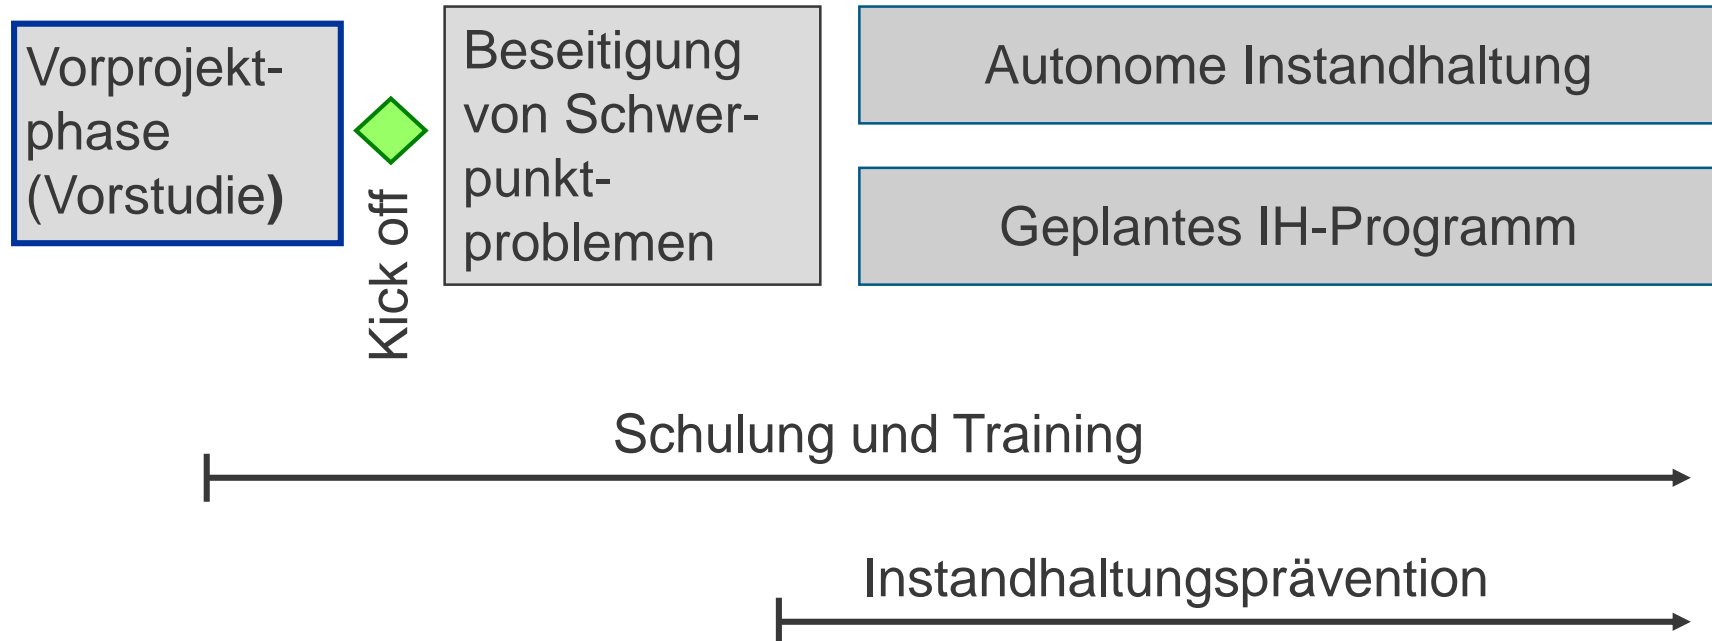 Vorprojekt-
phase
(Vorstudie)
Kick off
Beseitigung
von Schwer-
punkt-
problemen
Autonome Instandhaltung
Geplantes IH-Programm
Schulung und Training
Instandhaltungsprävention